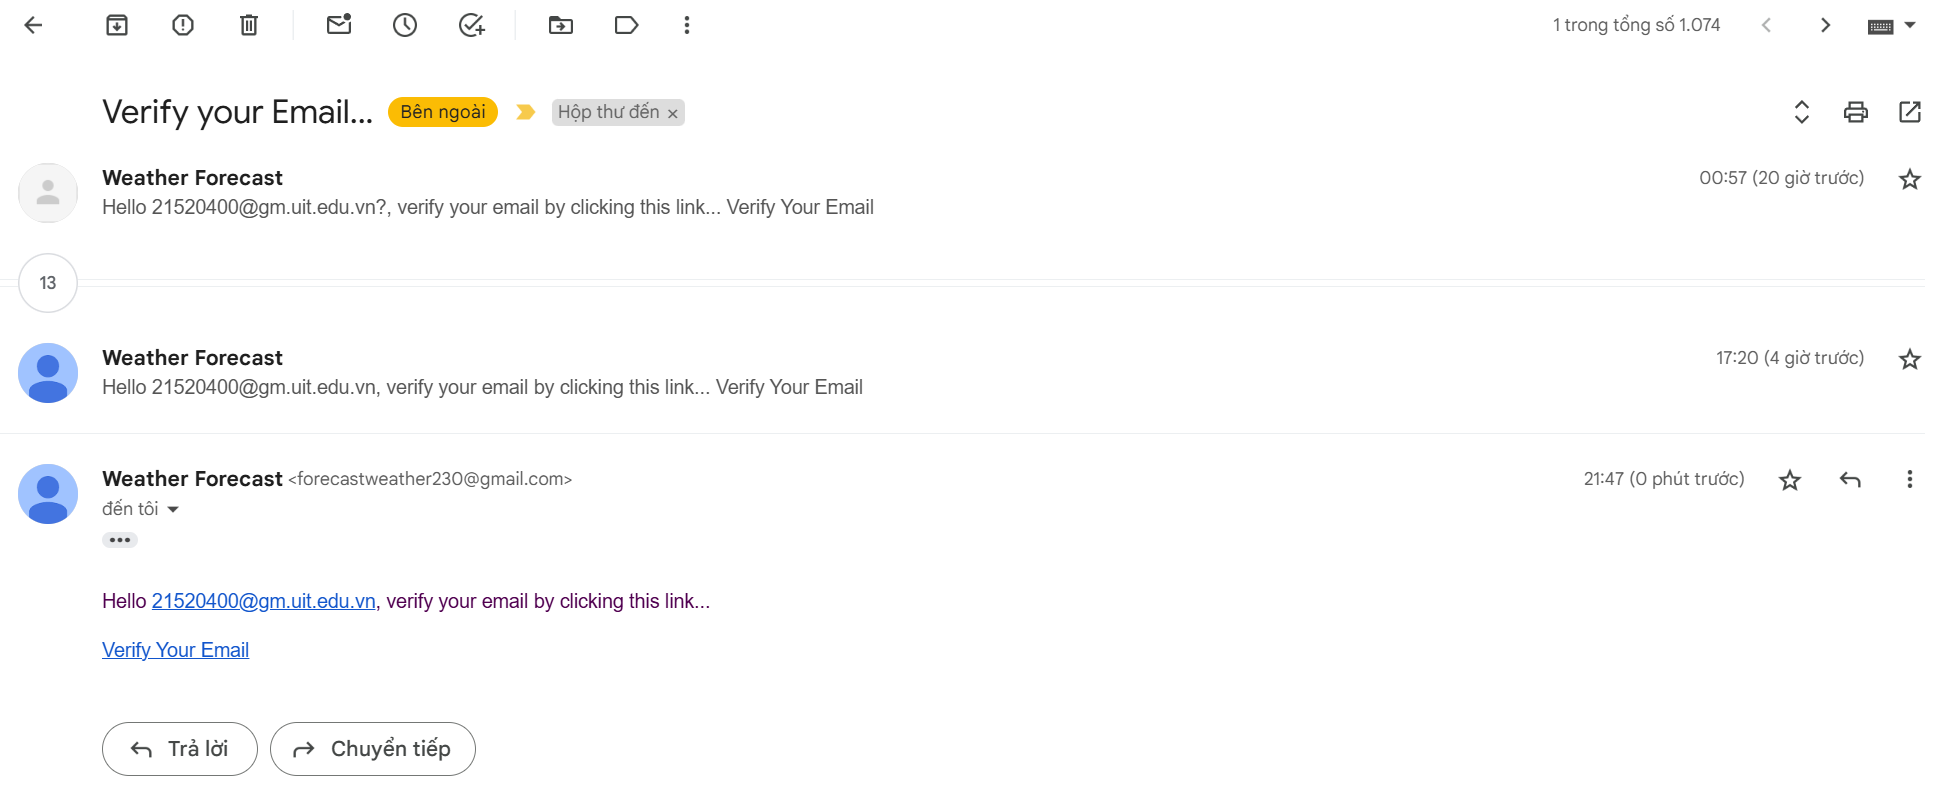 1 trong tổng số 1.074
Verify your Email... Bên ngoài Hộp thư đến ×
Weather Forecast 00:57 (20 giờ trước)
Hello 21520400@gm.uit.edu.vn?, verify your email by clicking this link... Verify Your Email
13
Weather Forecast 17:20 (4 giờ trước)
Hello 21520400@gm.uit.edu.vn, verify your email by clicking this link... Verify Your Email
Weather Forecast <forecastweather230@gmail.com> 21:47 (0 phút trước)
đến tôi
Hello 21520400@gm.uit.edu.vn, verify your email by clicking this link...
Verify Your Email
Trả lời Chuyển tiếp